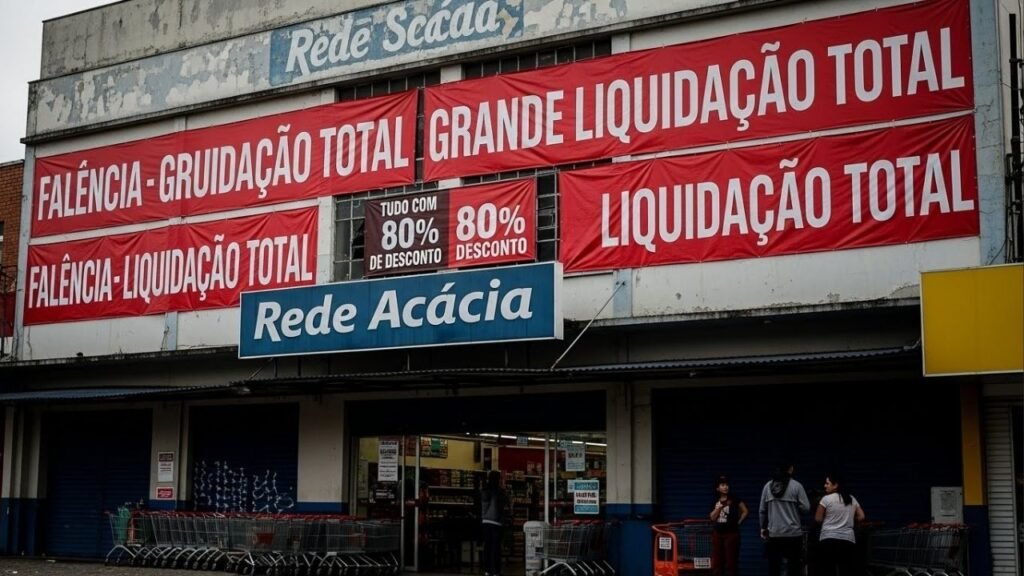 Rede Scáda
FALÊNCIA - GRUIDAÇÃO TOTAL
GRANDE LIQUIDAÇÃO TOTAL
FALÊNCIA - LIQUIDAÇÃO TOTAL
TUDO COM
80%
DE DESCONTO
80%
DESCONTO
LIQUIDAÇÃO TOTAL
Rede Acácia